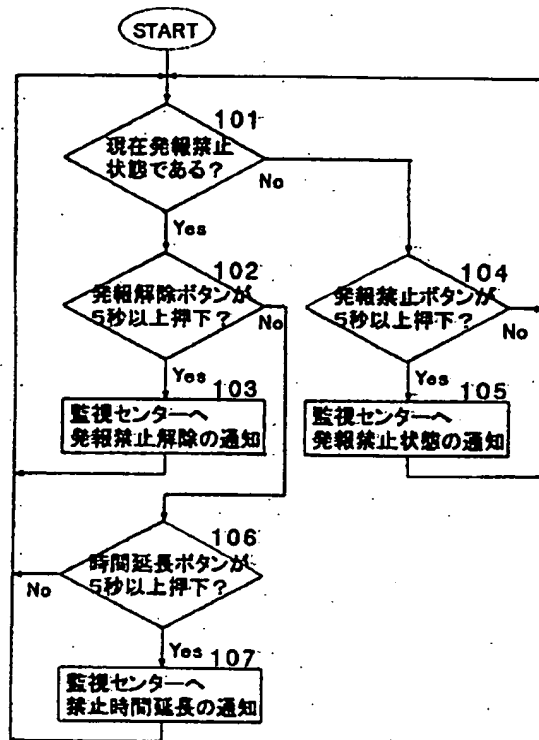 START
101
現在発報禁止
状態である?
No
Yes
102
発報解除ボタンが
5秒以上押下?
No
Yes
103
監視センターへ
発報禁止解除の通知
104
発報禁止ボタンが
5秒以上押下?
No
Yes
105
監視センターへ
発報禁止状態の通知
106
時間延長ボタンが
5秒以上押下?
No
Yes
107
監視センターへ
禁止時間延長の通知